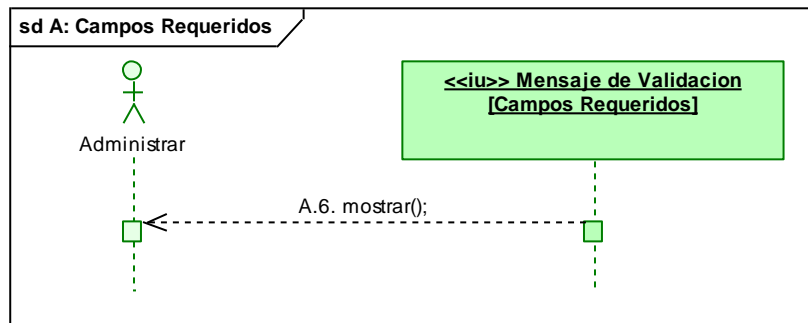 sd A: Campos Requeridos
<<iu>> Mensaje de Validacion
[Campos Requeridos]
Administrar
A.6. mostrar();